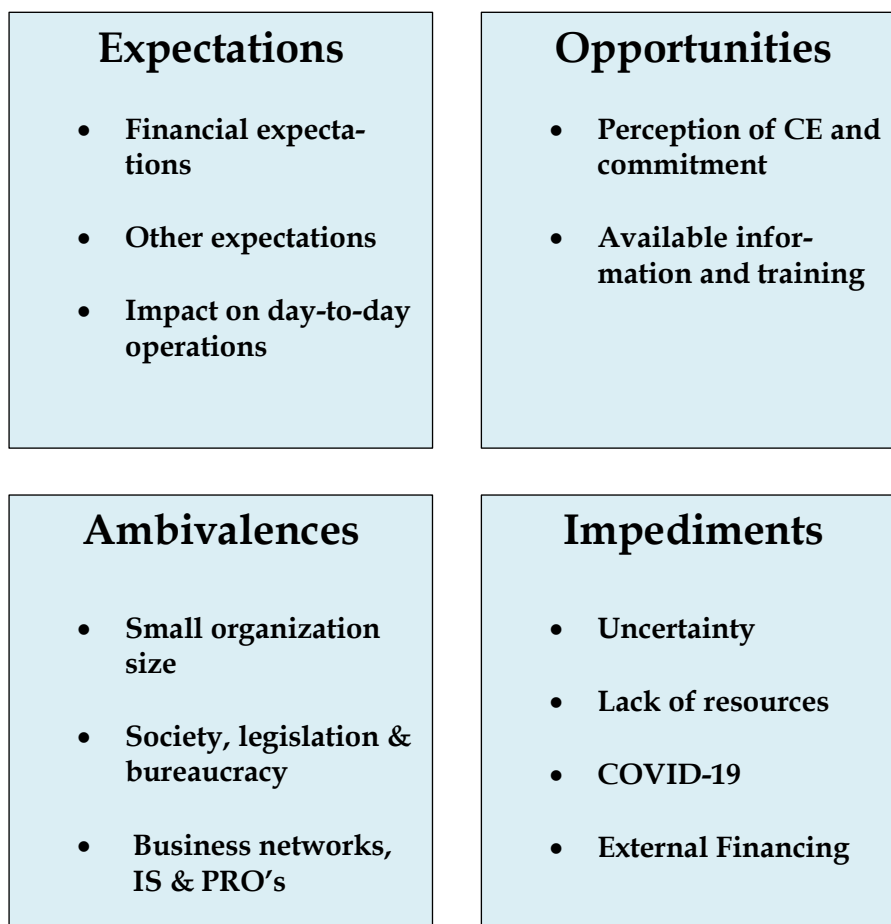 Expectations
• Financial expecta-
tions
• Other expectations
• Impact on day-to-day
operations
Opportunities
• Perception of CE and
commitment
• Available infor-
mation and training
Ambivalences
• Small organization
size
• Society, legislation &
bureaucracy
• Business networks,
IS & PRO’s
Impediments
• Uncertainty
• Lack of resources
• COVID-19
• External Financing